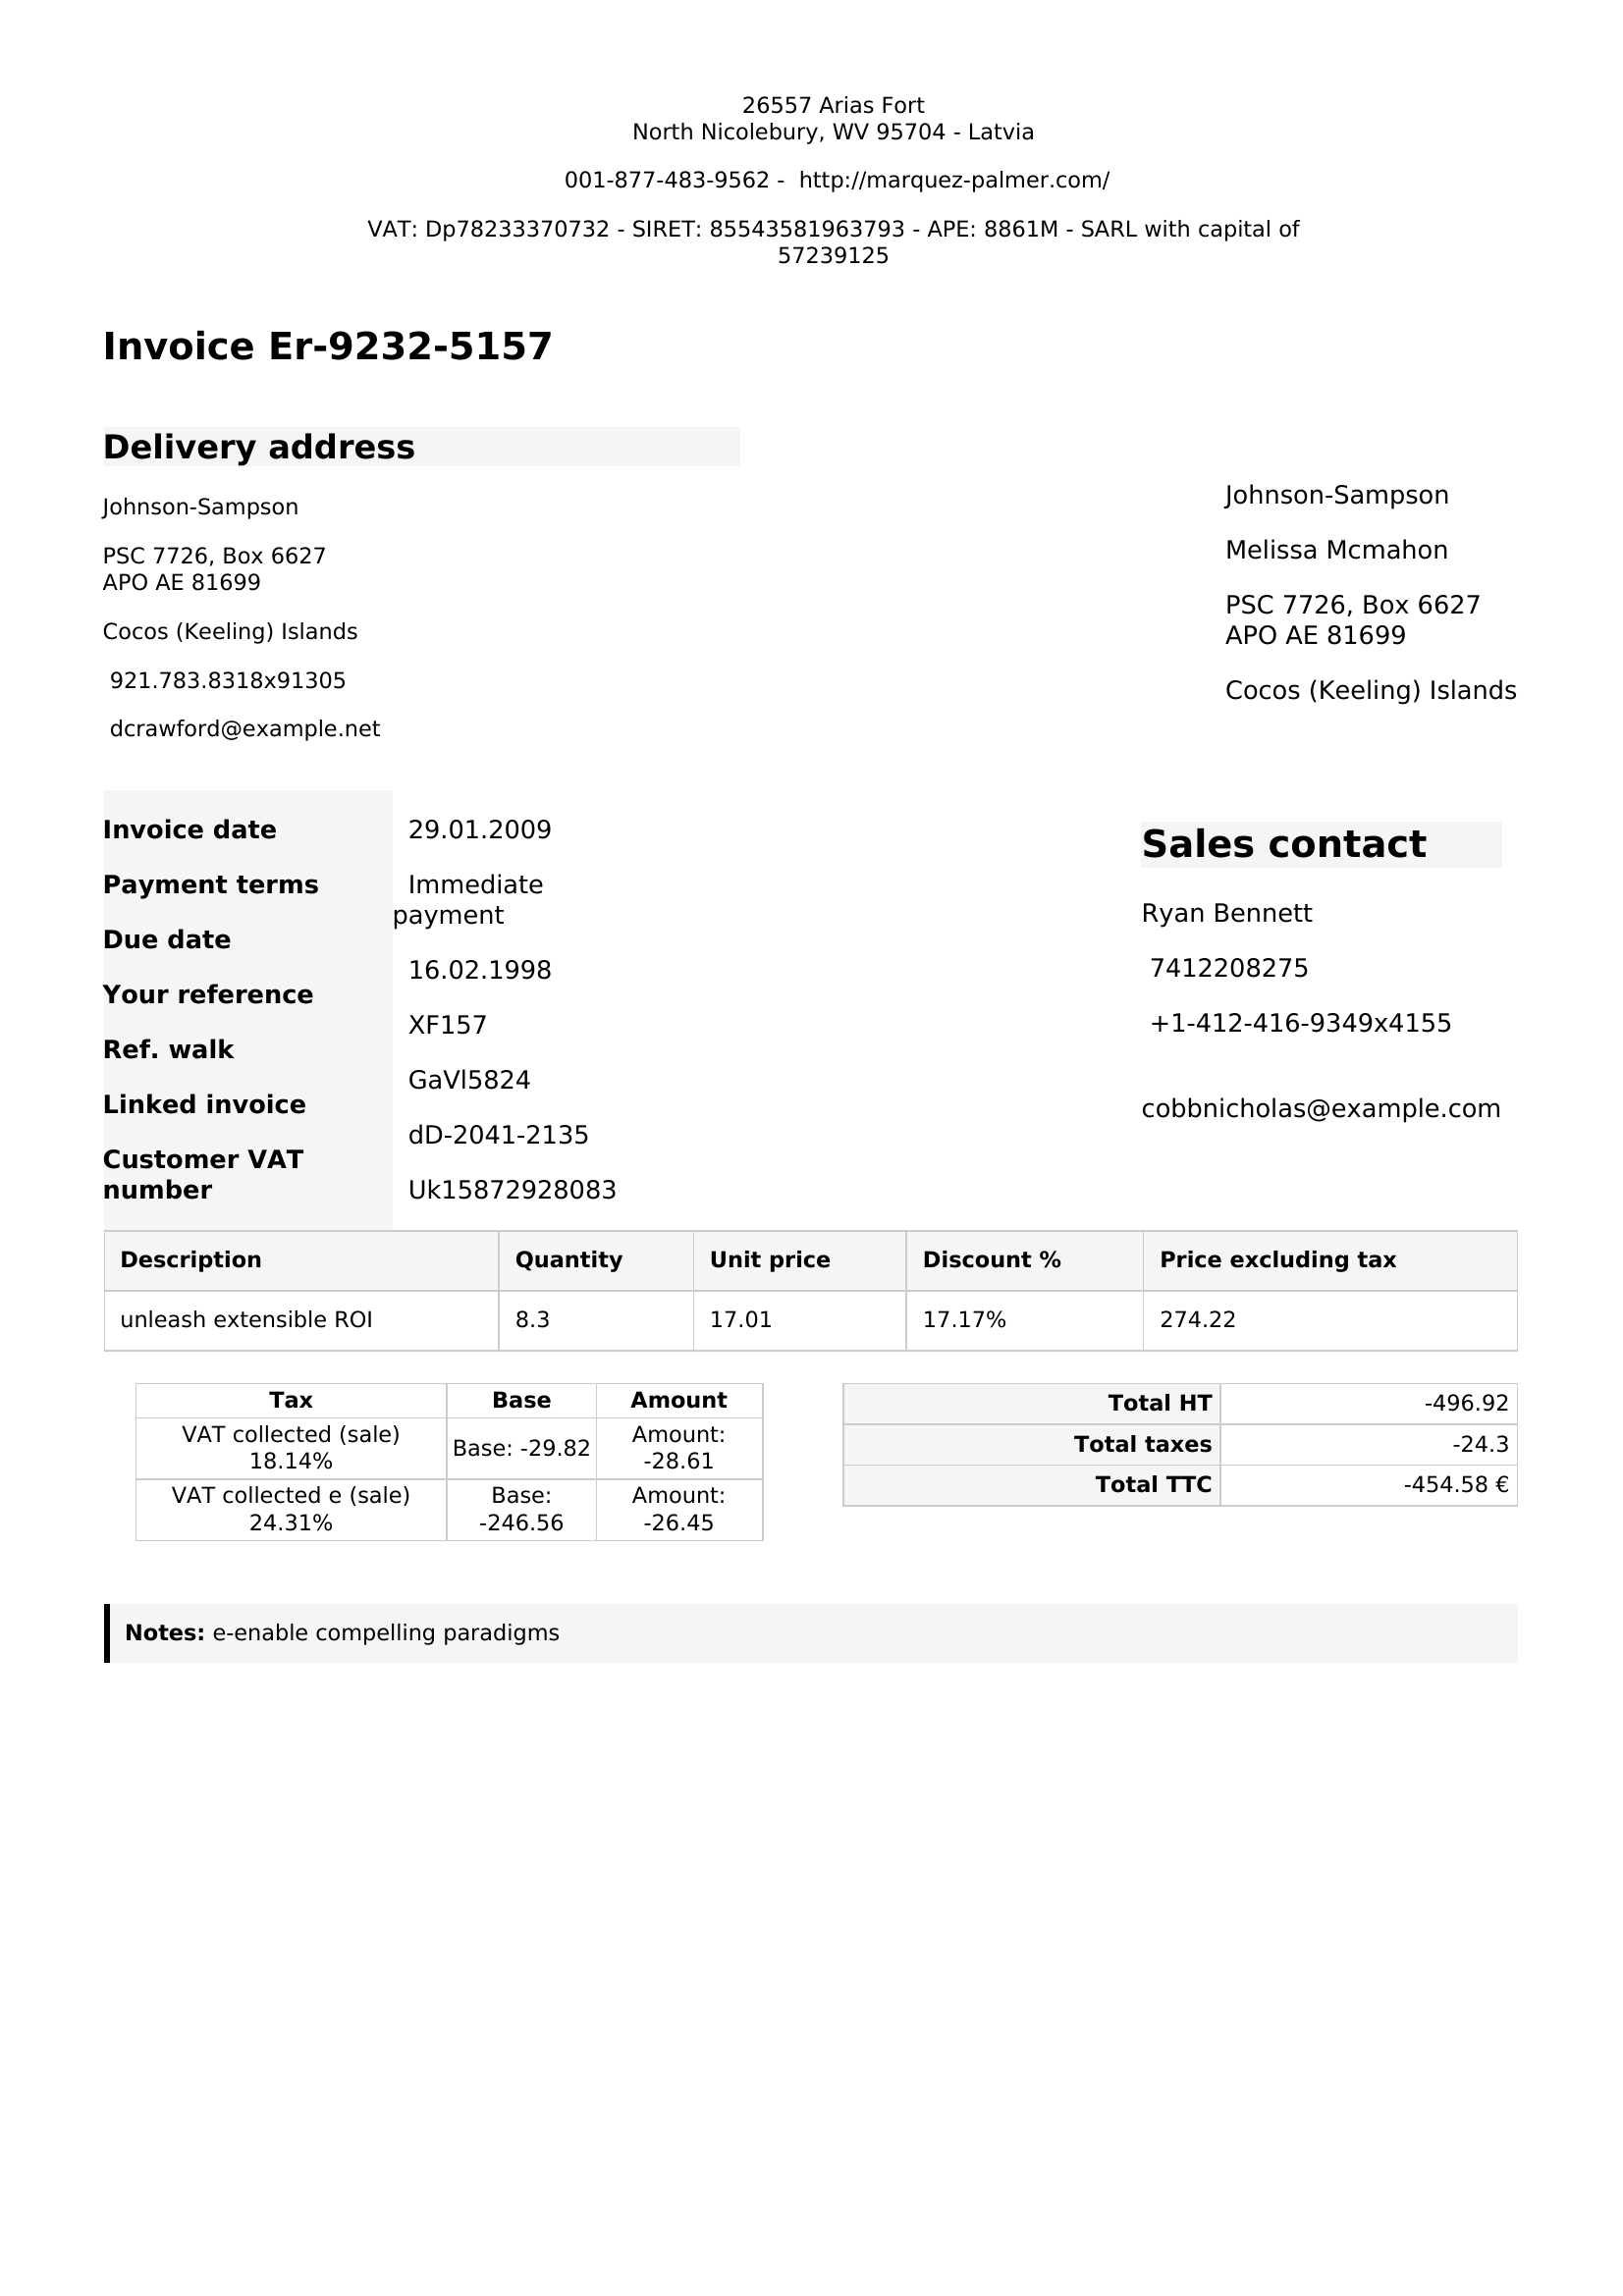 26557 Arias Fort
North Nicolebury, WV 95704 - Latvia
001-877-483-9562 - http://marquez-palmer.com/
VAT: Dp78233370732 - SIRET: 85543581963793 - APE: 8861M - SARL with capital of
57239125
Invoice Er-9232-5157
Delivery address
Johnson-Sampson
PSC 7726, Box 6627
APO AE 81699
Cocos (Keeling) Islands
921.783.8318x91305
dcrawford@example.net
Johnson-Sampson
Melissa Mcmahon
PSC 7726, Box 6627
APO AE 81699
Cocos (Keeling) Islands
Invoice date
Payment terms
Due date
Your reference
Ref. walk
Linked invoice
Customer VAT
number
29.01.2009
Immediate
payment
16.02.1998
XF157
GaVl5824
dD-2041-2135
Uk15872928083
Sales contact
Ryan Bennett
7412208275
+1-412-416-9349x4155
cobbnicholas@example.com
Description Quantity Unit price Discount % Price excluding tax
unleash extensible ROI 8.3 17.01 17.17% 274.22
Tax Base Amount
VAT collected (sale)
18.14%
Base: -29.82
Amount:
-28.61
VAT collected e (sale)
24.31%
Base:
-246.56
Amount:
-26.45
Total HT -496.92
Total taxes -24.3
Total TTC -454.58 €
Notes: e-enable compelling paradigms